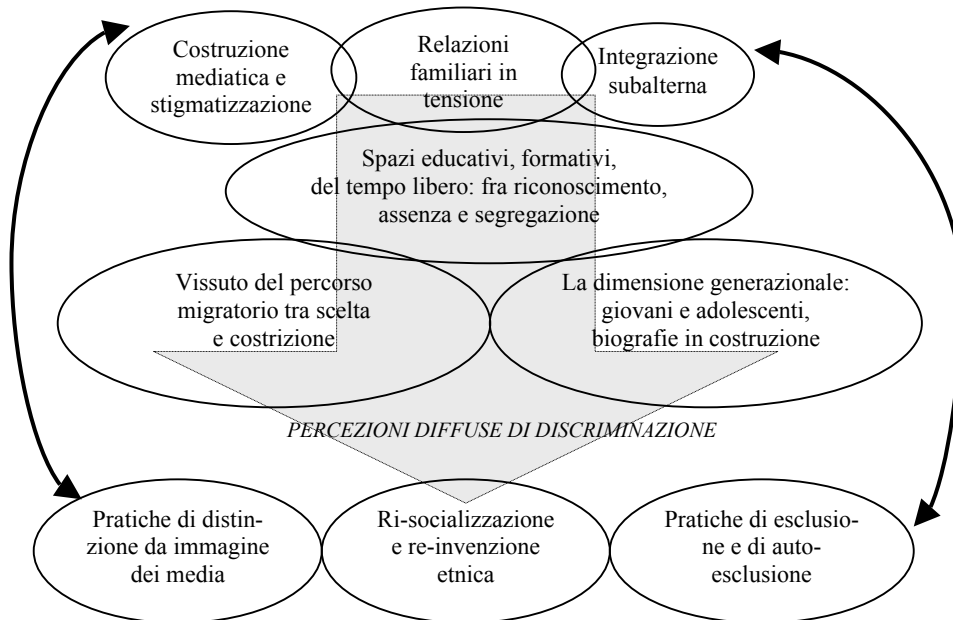 Costruzione
mediatica e
stigmatizzazione
Relazioni
familiari in
tensione
Integrazione
subalterna
Spazi educativi, formativi,
del tempo libero: fra riconoscimento,
assenza e segregazione
Vissuto del percorso
migratorio tra scelta
e costrizione
La dimensione generazionale:
giovani e adolescenti,
biografie in costruzione
PERCEZIONI DIFFUSE DI DISCRIMINAZIONE
Pratiche di distin-
zione da immagine
dei media
Ri-socializzazione
e re-invenzione
etnica
Pratiche di esclusio-
ne e di auto-
esclusione